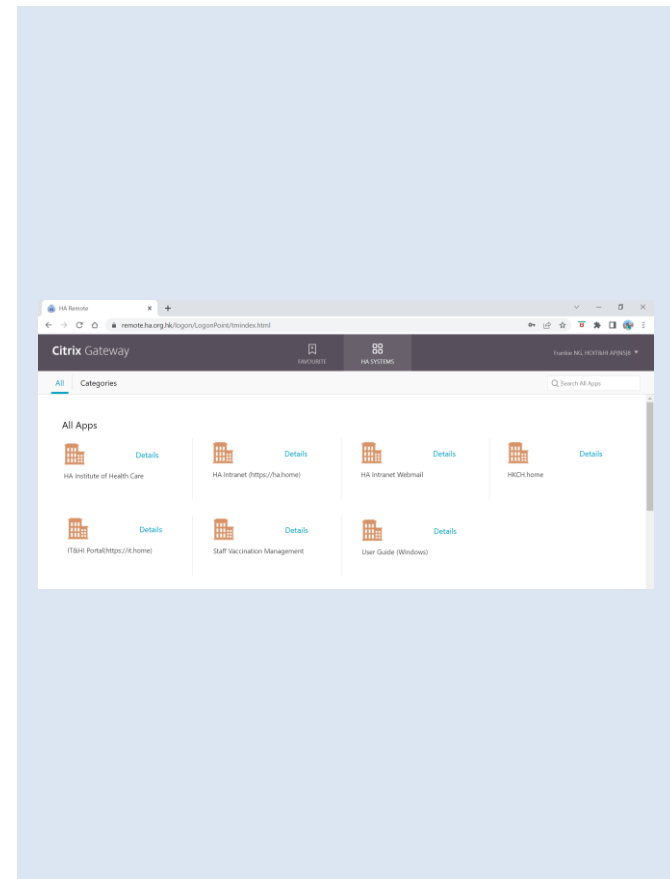 HA Remote
remote.ha.org.hk/logon/LogonPoint/tmindex.html
Citrix Gateway
FAVOURITE
HA SYSTEMS
Frankie NG,
All
Categories
Search All Apps
All Apps
Details
Details
Details
Details
HA Institute of Health Care
HA Intranet (https://ha.home)
HA Intranet Webmail
HKCH.home
Details
Details
Details
IT&HI Portal(https://it.home)
Staff Vaccination Management
User Guide (Windows)